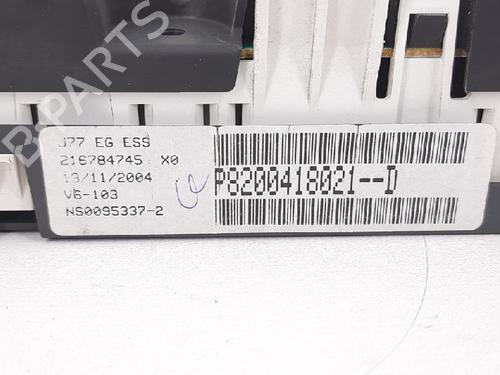 B-PARTS
J77 EG ESS
216784745 X0
13/11/2004
V6-103
NS0095337-2
P8200418021--D